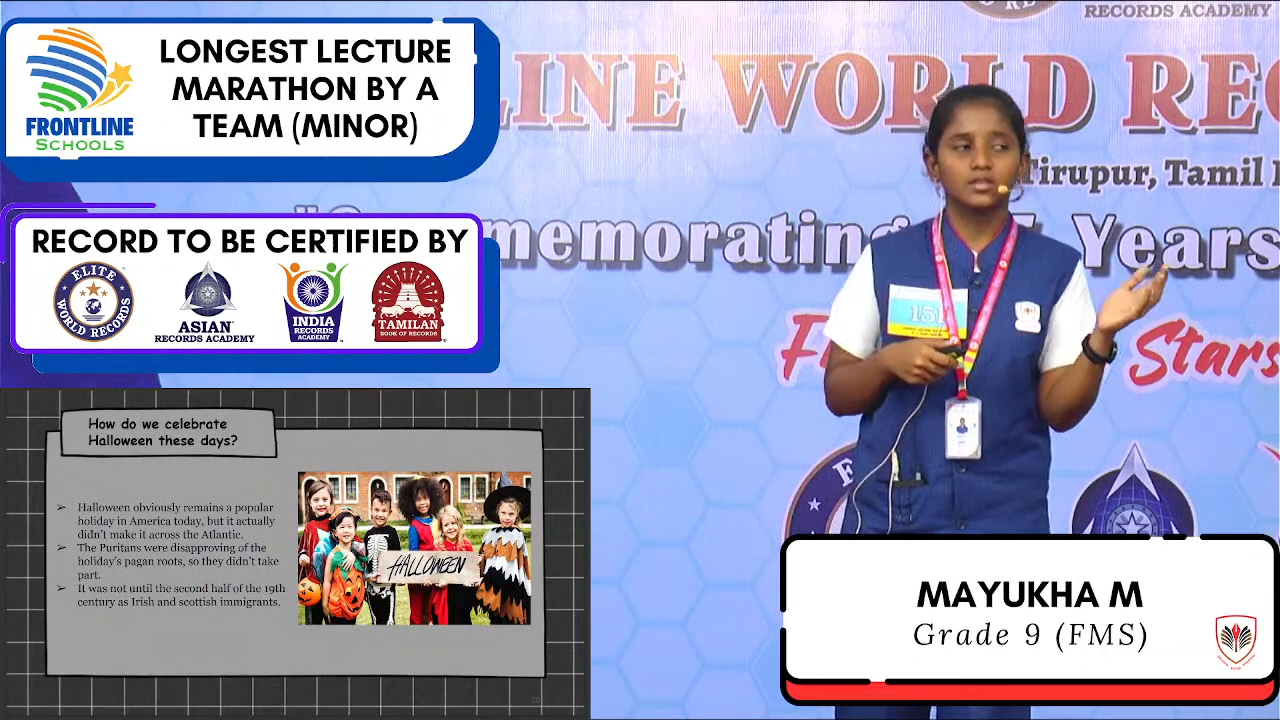 LONGEST LECTURE
MARATHON BY A
TEAM (MINOR)
FRONTLINE
SCHOOLS
RECORD TO BE CERTIFIED BY
ELITE
WORLD RECORDS
ASIAN
RECORDS ACADEMY
INDIA
RECORDS
ACADEMY
TAMILAN
BOOK OF RECORDS
RECORDS ACADEMY
LINE WORLD REC
Tirupur, Tamil
memorating Years
Stars
151
How do we celebrate
Halloween these days?
➢ Halloween obviously remains a popular
holiday in America today, but it actually
didn't make it across the Atlantic.
➢ The Puritans were disapproving of the
holiday's pagan roots, so they didn't take
part.
➢ It was not until the second half of the 19th
century as Irish and scottish immigrants.
HALLOWEEN
20
MAYUKHA M
Grade 9 (FMS)